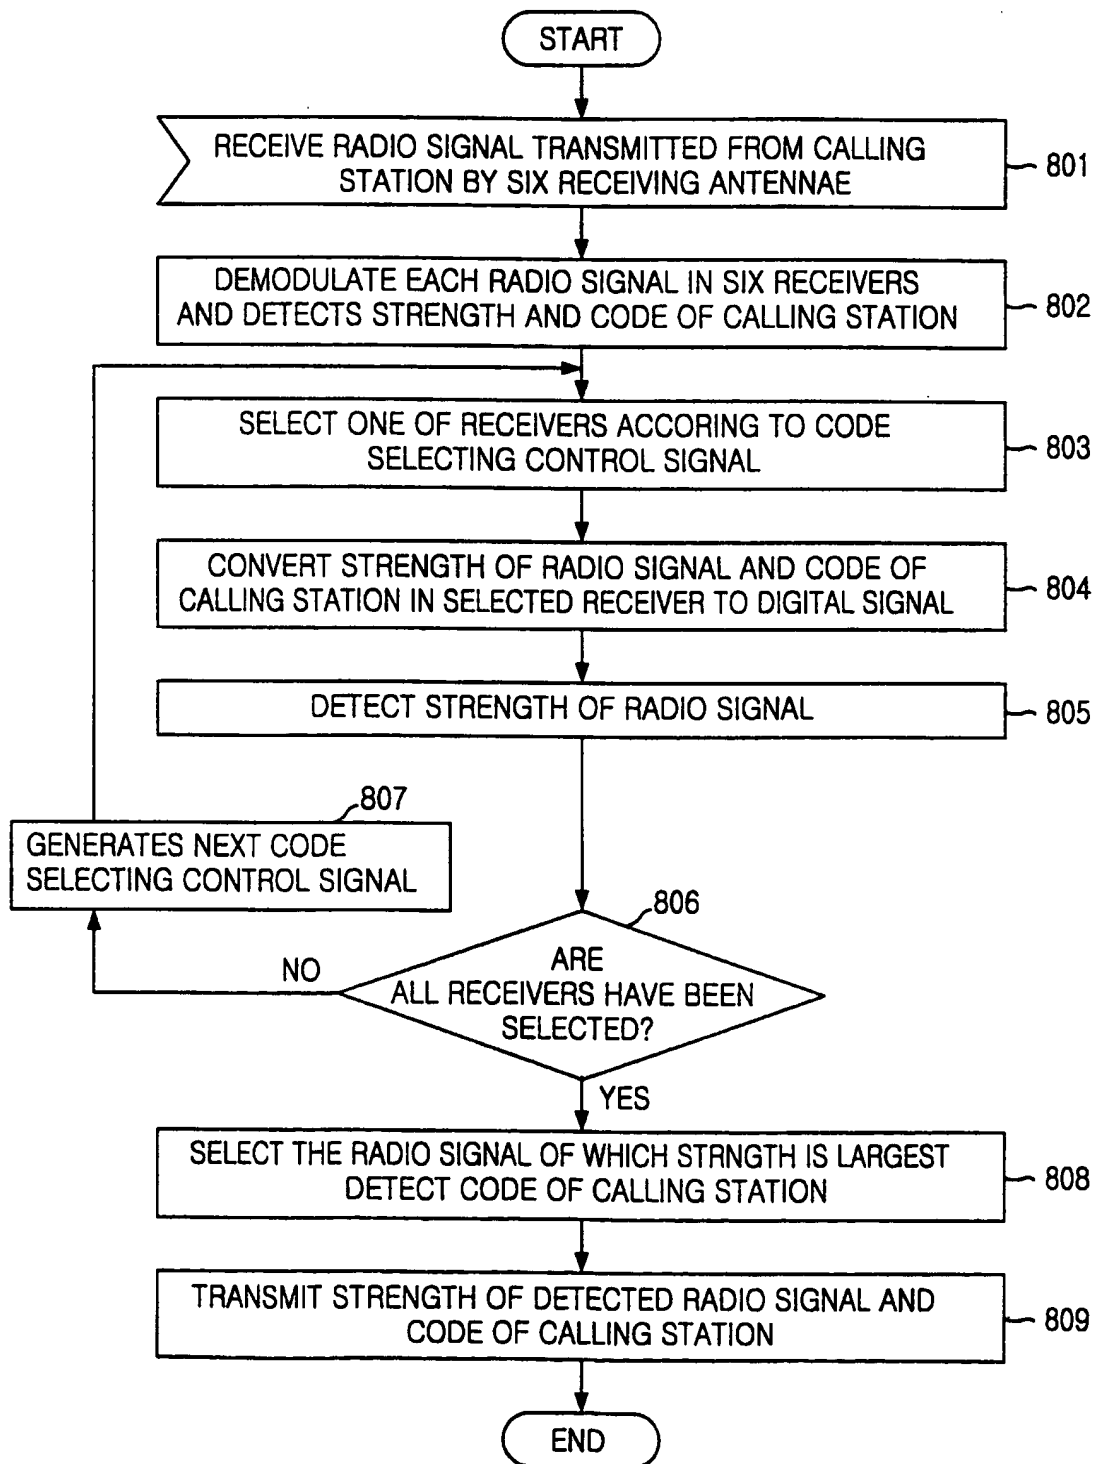 START
RECEIVE RADIO SIGNAL TRANSMITTED FROM CALLING
STATION BY SIX RECEIVING ANTENNAE
801
DEMODULATE EACH RADIO SIGNAL IN SIX RECEIVERS
AND DETECTS STRENGTH AND CODE OF CALLING STATION
802
SELECT ONE OF RECEIVERS ACCORING TO CODE
SELECTING CONTROL SIGNAL
803
CONVERT STRENGTH OF RADIO SIGNAL AND CODE OF
CALLING STATION IN SELECTED RECEIVER TO DIGITAL SIGNAL
804
DETECT STRENGTH OF RADIO SIGNAL
805
807
GENERATES NEXT CODE
SELECTING CONTROL SIGNAL
806
ARE
ALL RECEIVERS HAVE BEEN
SELECTED?
NO
YES
SELECT THE RADIO SIGNAL OF WHICH STRNGTH IS LARGEST
DETECT CODE OF CALLING STATION
808
TRANSMIT STRENGTH OF DETECTED RADIO SIGNAL AND
CODE OF CALLING STATION
809
END